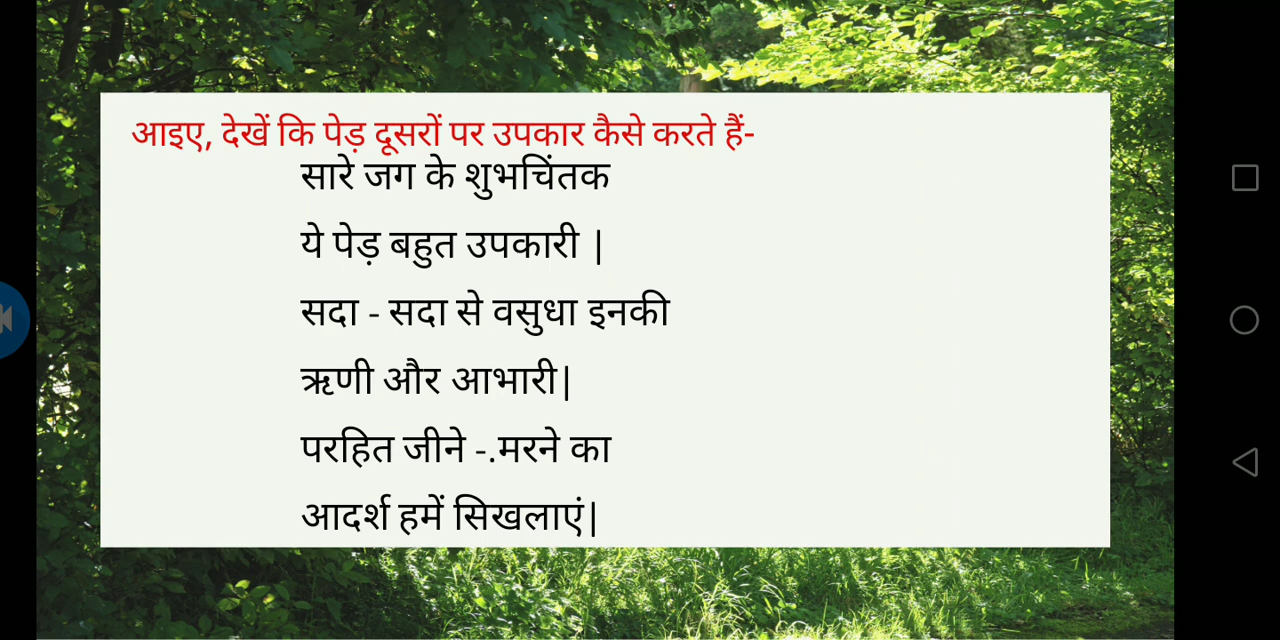 आइए, देखें कि पेड़ दूसरों पर उपकार कैसे करते हैं-
सारे जग के शुभचिंतक
ये पेड़ बहुत उपकारी |
सदा - सदा से वसुधा इनकी
ऋणी और आभारी|
परहित जीने -.मरने का
आदर्श हमें सिखलाएं|